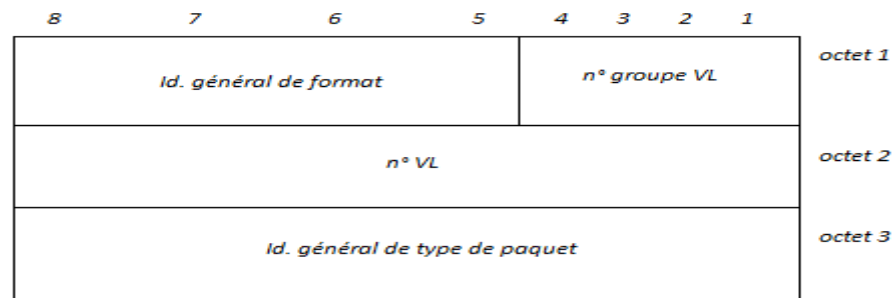 8 7 6 5 4 3 2 1
Id. général de format n° groupe VL octet 1
n° VL octet 2
Id. général de type de paquet octet 3